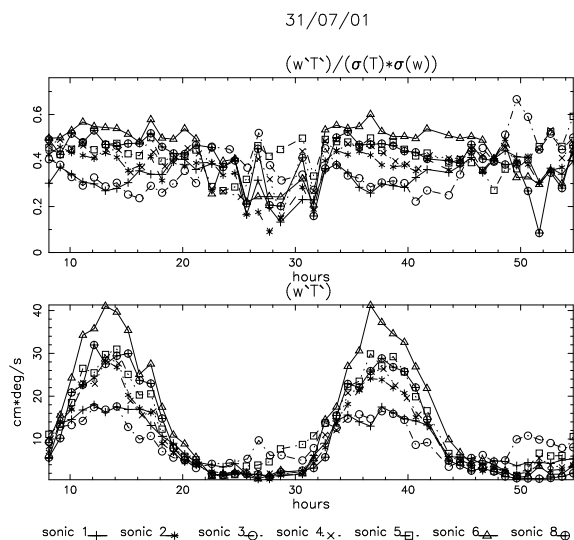 31/07/01
(w`T`)/(σ(T)*σ(w))
0.6
0.4
0.2
0
10 20 30 40 50
hours
(w`T`)
40
30
20
10
cm*deg/s
10 20 30 40 50
hours
sonic 1 sonic 2 sonic 3 sonic 4 sonic 5 sonic 6 sonic 8